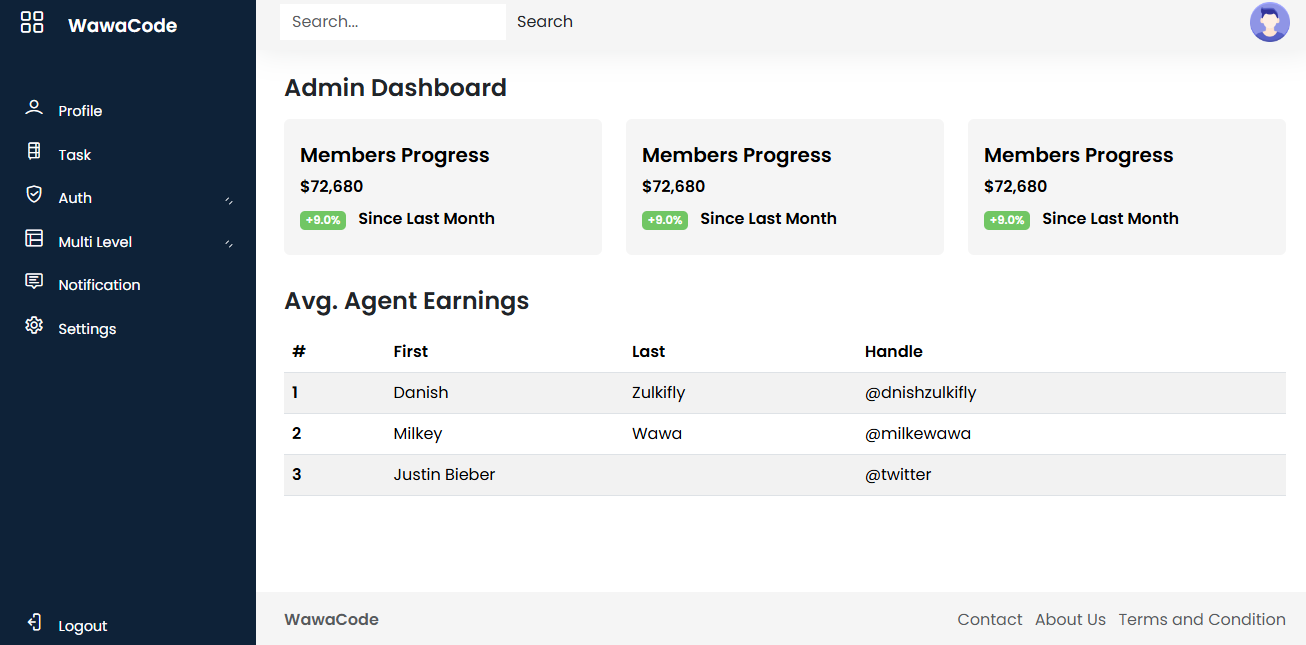 WawaCode
Profile
Task
Auth
Multi Level
Notification
Settings
Logout
Search... Search
Admin Dashboard
Members Progress
$72,680
+9.0% Since Last Month
Members Progress
$72,680
+9.0% Since Last Month
Members Progress
$72,680
+9.0% Since Last Month
Avg. Agent Earnings
# First Last Handle
1 Danish Zulkifly @dnishzulkifly
2 Milkey Wawa @milkewawa
3 Justin Bieber @twitter
WawaCode Contact About Us Terms and Condition